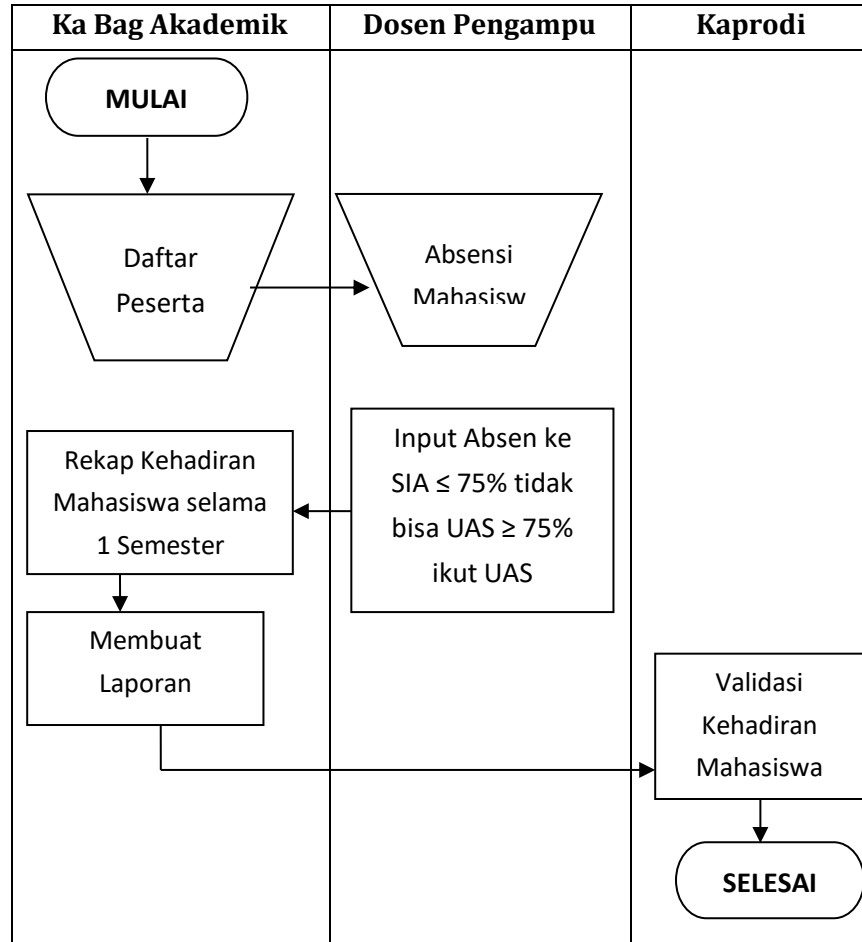 Ka Bag Akademik
Dosen Pengampu
Kaprodi
MULAI
Daftar
Peserta
Absensi
Mahasisw
Input Absen ke
SIA ≤ 75% tidak
bisa UAS ≥ 75%
ikut UAS
Rekap Kehadiran
Mahasiswa selama
1 Semester
Membuat
Laporan
Validasi
Kehadiran
Mahasiswa
SELESAI